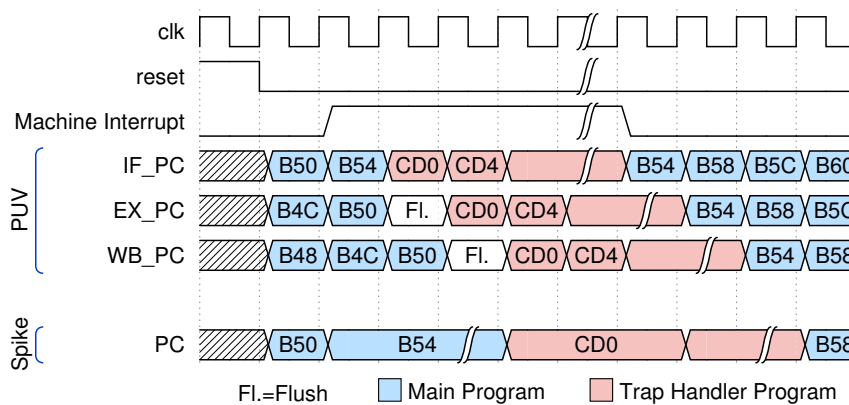 clk
reset
Machine Interrupt
PUV
IF_PC B50 B54 CD0 CD4 B54 B58 B5C B60
EX_PC B4C B50 Fl. CD0 CD4 B54 B58 B5C
WB_PC B48 B4C B50 Fl. CD0 CD4 B54 B58
Spike
PC B50 B54 CD0 B58
Fl.=Flush Main Program Trap Handler Program